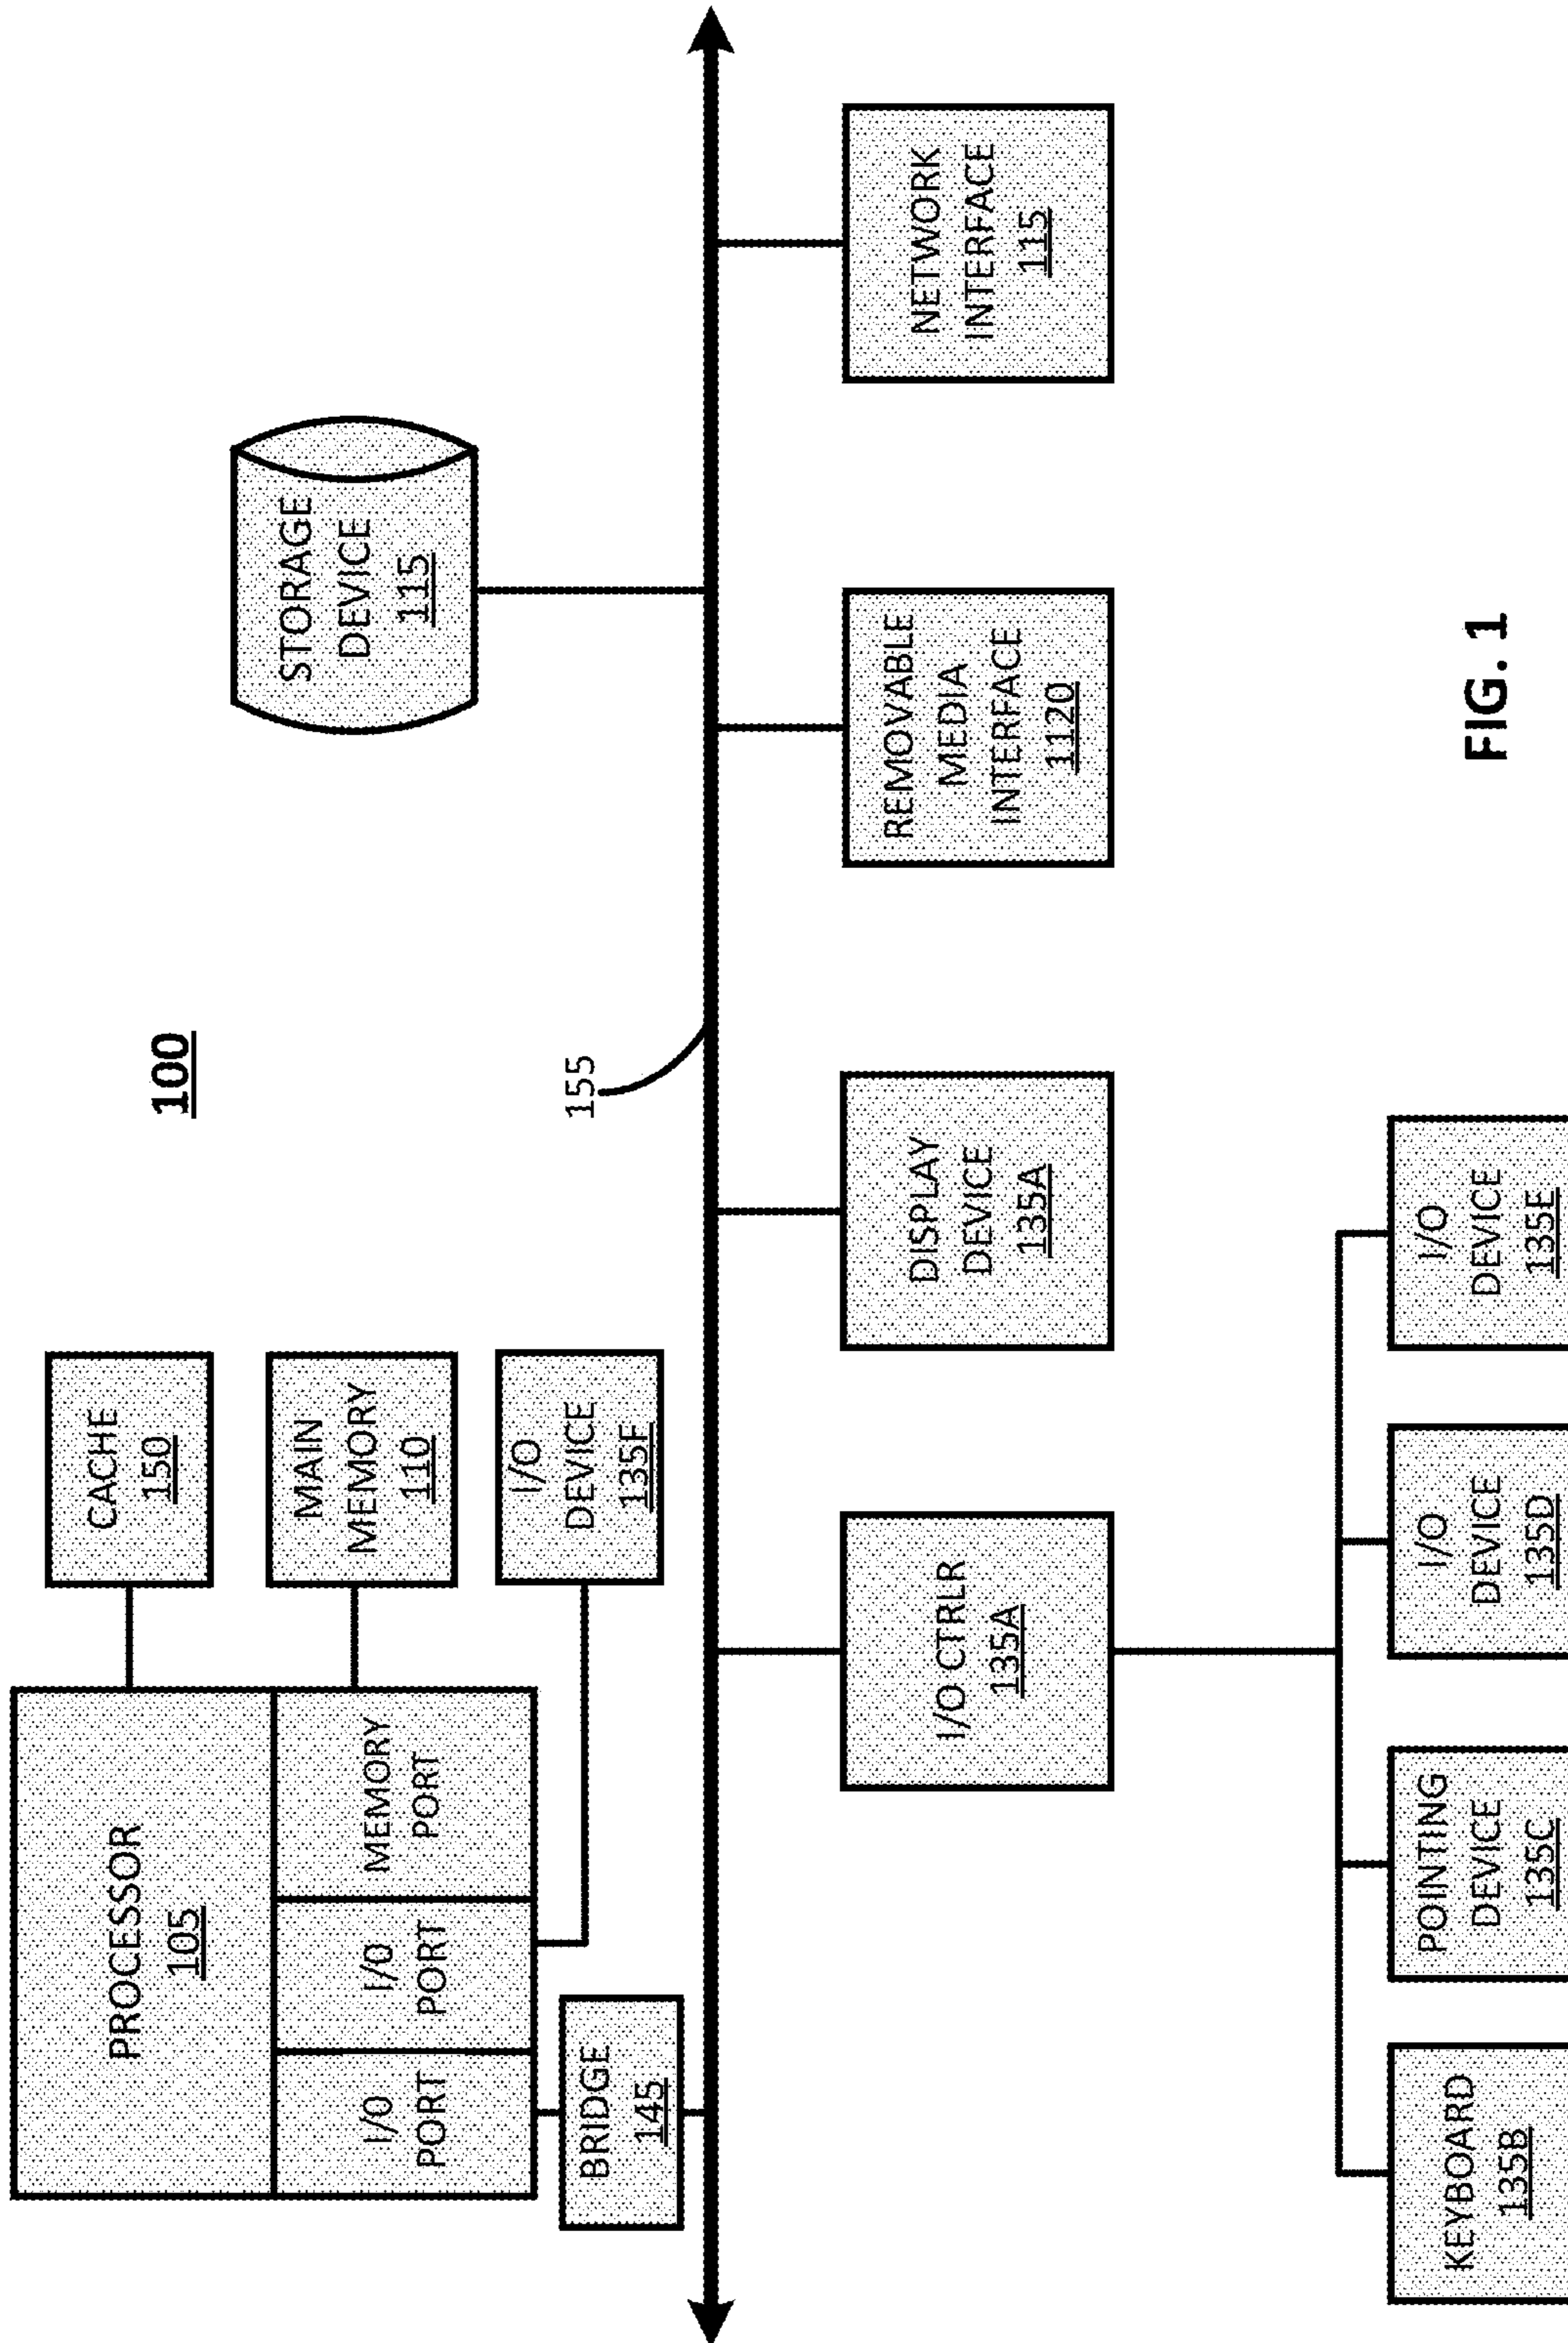 100
PROCESSOR
105
I/O
PORT
I/O
PORT
MEMORY
PORT
CACHE
150
MAIN
MEMORY
110
I/O
DEVICE
135F
BRIDGE
145
STORAGE
DEVICE
115
155
I/O CTRLR
135A
DISPLAY
DEVICE
135A
REMOVABLE
MEDIA
INTERFACE
1120
NETWORK
INTERFACE
115
KEYBOARD
135B
POINTING
DEVICE
135C
I/O
DEVICE
135D
I/O
DEVICE
135E
FIG. 1